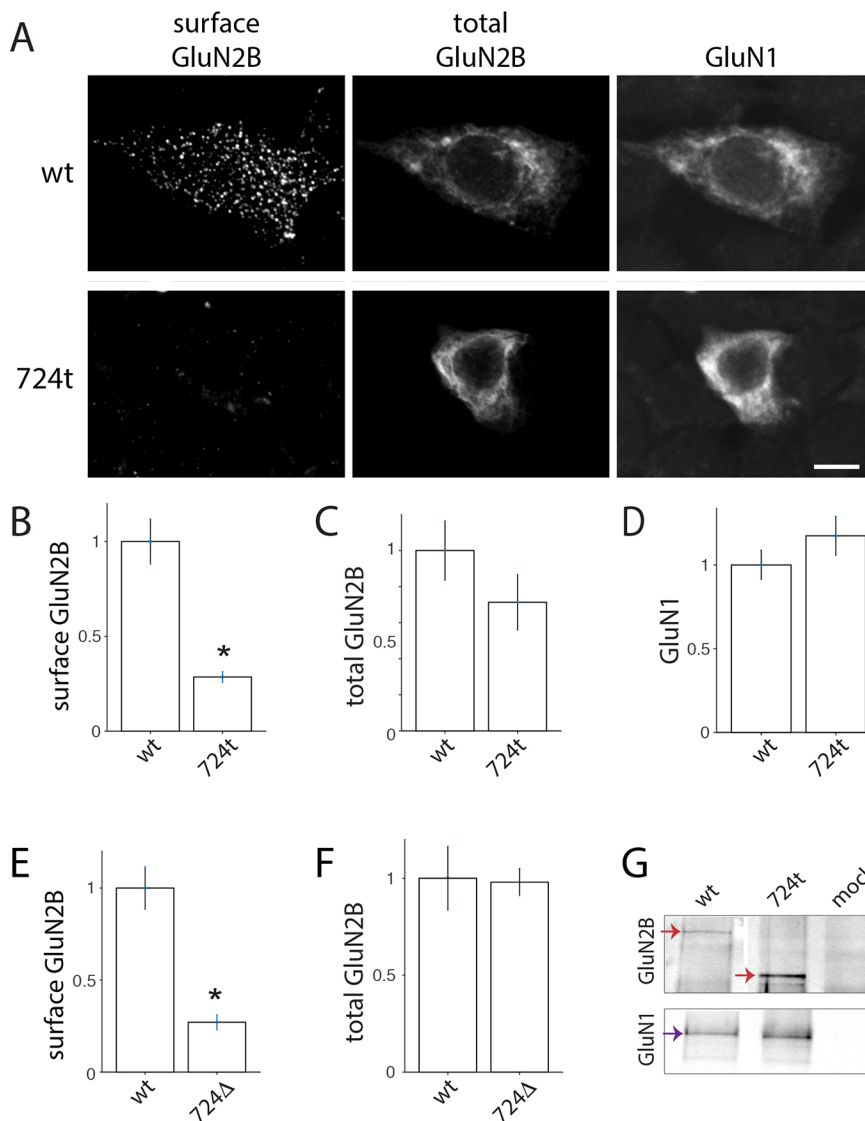 A
surface
GluN2B
total
GluN2B
GluN1
wt
724t
B
surface GluN2B
1
0.5
0
*
wt
724t
C
total GluN2B
1
0.5
0
wt
724t
D
GluN1
1
0.5
0
wt
724t
E
surface GluN2B
1
0.5
0
*
wt
724Δ
F
total GluN2B
1
0.5
0
wt
724Δ
G
wt
724t
GluN2B
GluN1